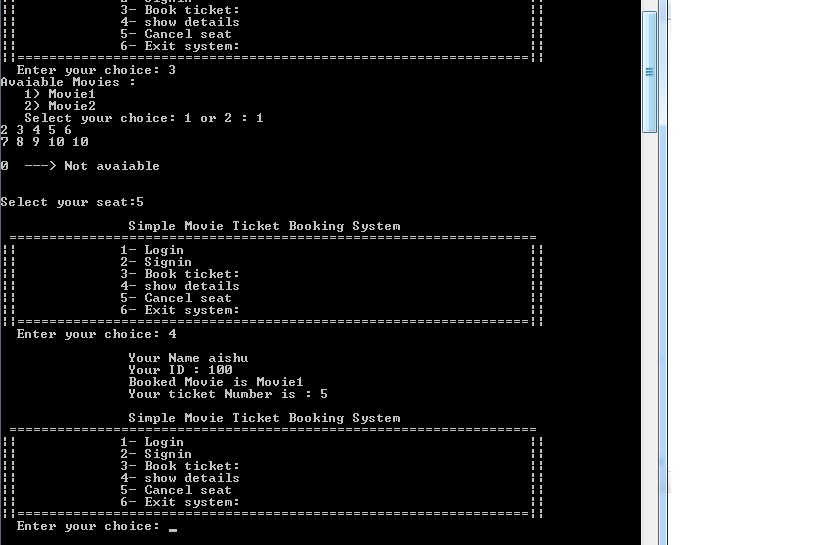 2- Signin
|| 3- Book ticket: ||
|| 4- show details ||
|| 5- Cancel seat ||
|| 6- Exit system: ||
||================================================================||
Enter your choice: 3
Avaiable Movies :
1) Movie1
2) Movie2
Select your choice: 1 or 2 : 1
2 3 4 5 6
7 8 9 10 10
0 ---> Not avaiable
Select your seat:5
Simple Movie Ticket Booking System
==================================================================
|| 1- Login ||
|| 2- Signin ||
|| 3- Book ticket: ||
|| 4- show details ||
|| 5- Cancel seat ||
|| 6- Exit system: ||
||================================================================||
Enter your choice: 4
Your Name aishu
Your ID : 100
Booked Movie is Movie1
Your ticket Number is : 5
Simple Movie Ticket Booking System
==================================================================
|| 1- Login ||
|| 2- Signin ||
|| 3- Book ticket: ||
|| 4- show details ||
|| 5- Cancel seat ||
|| 6- Exit system: ||
||================================================================||
Enter your choice: _